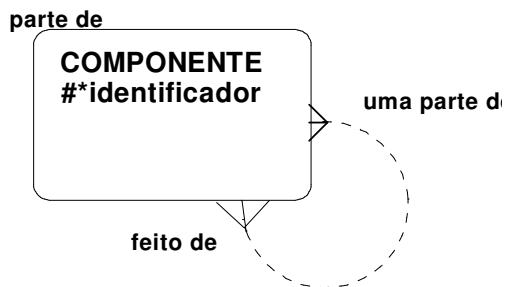 parte de
COMPONENTE
#*identificador
uma parte d
feito de